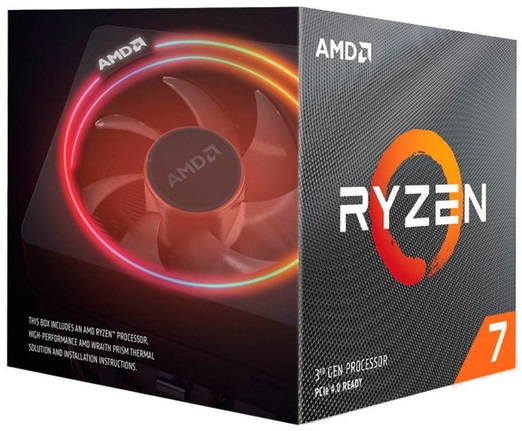 AMD
AMD
THIS BOX INCLUDES AN AMD RYZEN™ PROCESSOR,
HIGH-PERFORMANCE AMD WRAITH PRISM THERMAL
SOLUTION AND INSTALLATION INSTRUCTIONS.
AMD
RYZEN
7
3rd GEN PROCESSOR
PCIe 4.0 READY